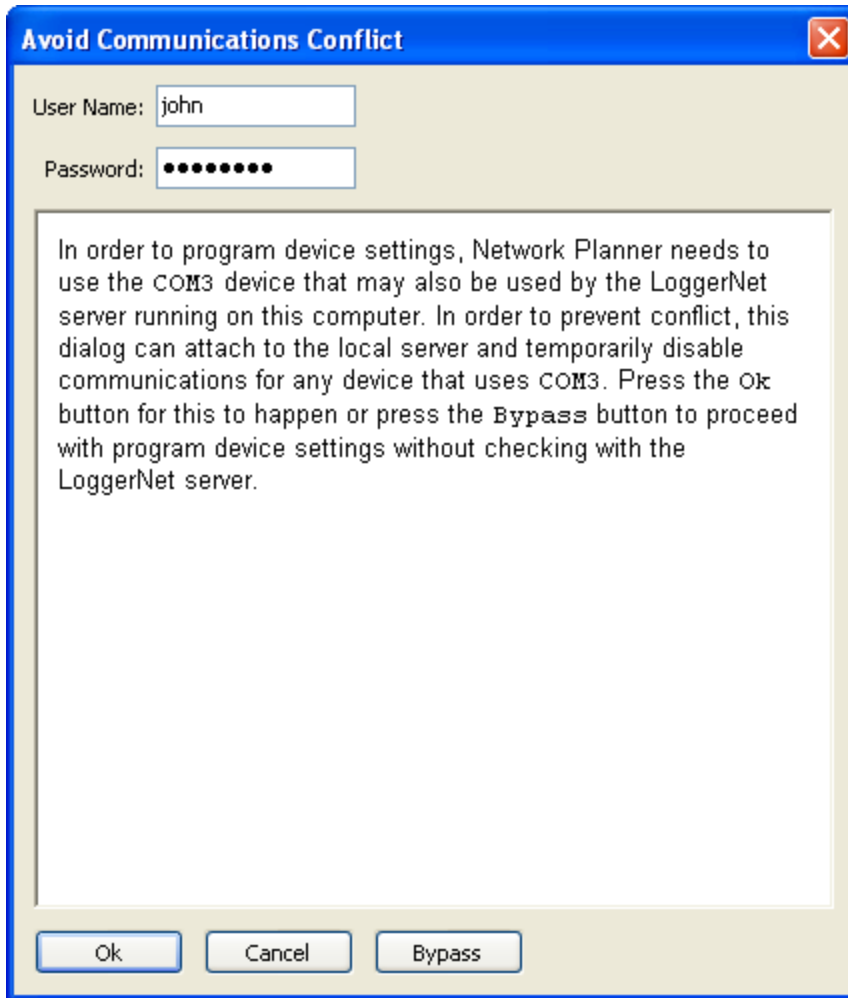 Avoid Communications Conflict
User Name: john
Password: ●●●●●●●●
In order to program device settings, Network Planner needs to
use the COM3 device that may also be used by the LoggerNet
server running on this computer. In order to prevent conflict, this
dialog can attach to the local server and temporarily disable
communications for any device that uses COM3. Press the Ok
button for this to happen or press the Bypass button to proceed
with program device settings without checking with the
LoggerNet server.
Ok Cancel Bypass